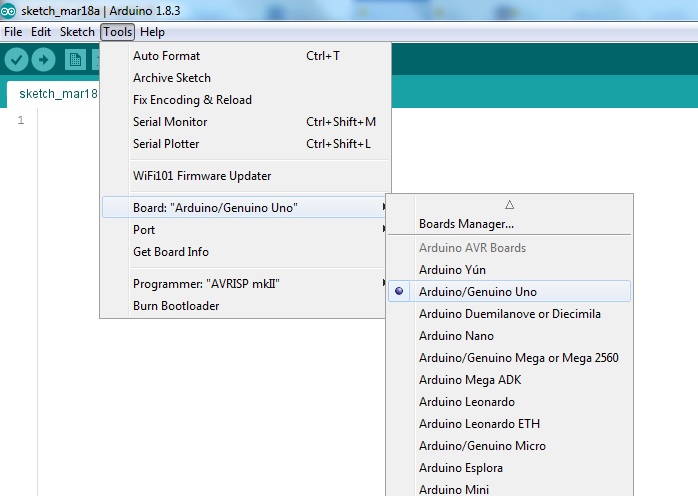 sketch_mar18a | Arduino 1.8.3
File Edit Sketch Tools Help
sketch_mar18
1
Auto Format Ctrl+T
Archive Sketch
Fix Encoding & Reload
Serial Monitor Ctrl+Shift+M
Serial Plotter Ctrl+Shift+L
WiFi101 Firmware Updater
Board: "Arduino/Genuino Uno"
Port
Get Board Info
Programmer: "AVRISP mkII"
Burn Bootloader
Boards Manager...
Arduino AVR Boards
Arduino Yún
Arduino/Genuino Uno
Arduino Duemilanove or Diecimila
Arduino Nano
Arduino/Genuino Mega or Mega 2560
Arduino Mega ADK
Arduino Leonardo
Arduino Leonardo ETH
Arduino/Genuino Micro
Arduino Esplora
Arduino Mini